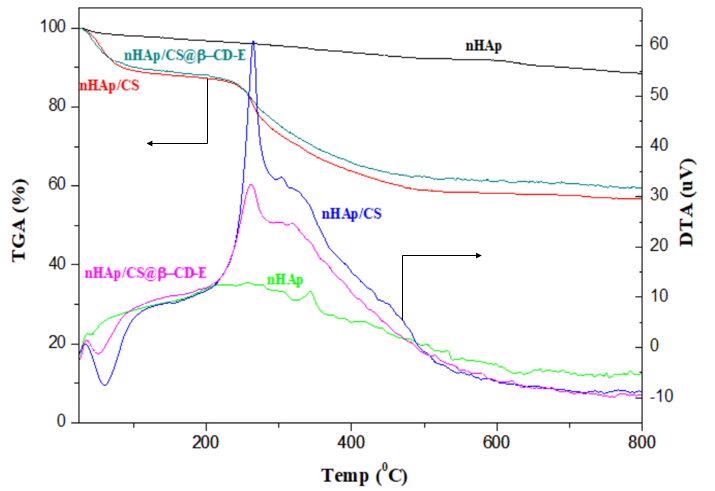 100
80
60
40
20
0
TGA (%)
60
50
40
30
20
10
0
-10
DTA (uV)
200
400
600
800
Temp (⁰C)
nHAp
nHAp/CS@β–CD-E
nHAp/CS
nHAp/CS
nHAp/CS@β–CD-E
nHAp